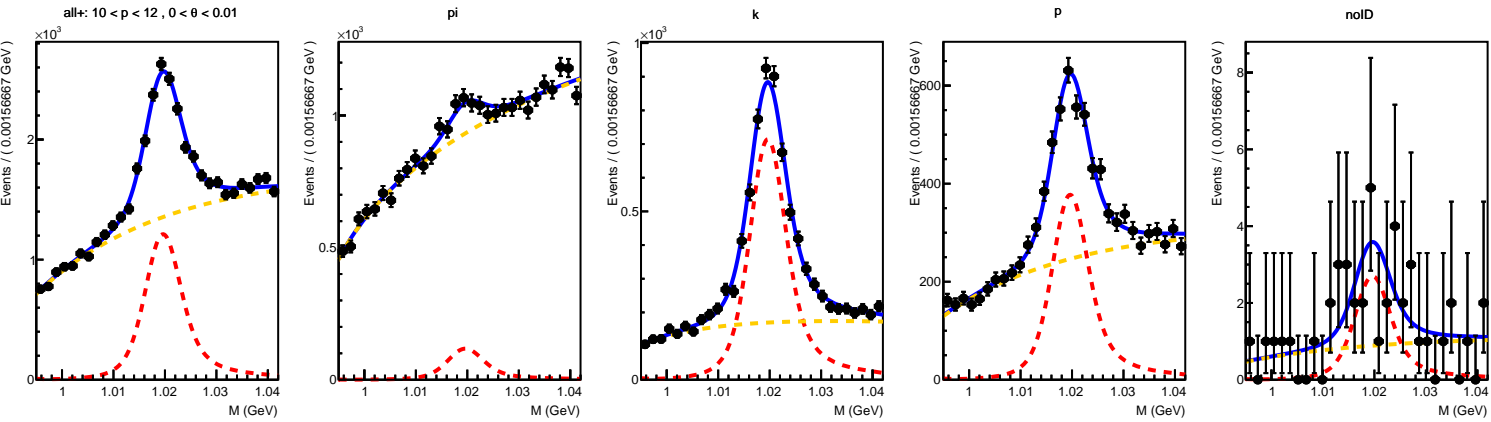 all+: 10 < p < 12 , 0 < θ < 0.01
×10³
Events / ( 0.00156667 GeV )
2
1
0
1 1.01 1.02 1.03 1.04
M (GeV)
pi
×10³
Events / ( 0.00156667 GeV )
1
0.5
0
1 1.01 1.02 1.03 1.04
M (GeV)
k
×10³
Events / ( 0.00156667 GeV )
1
0.5
0
1 1.01 1.02 1.03 1.04
M (GeV)
p
Events / ( 0.00156667 GeV )
600
400
200
0
1 1.01 1.02 1.03 1.04
M (GeV)
noID
Events / ( 0.00156667 GeV )
8
6
4
2
0
1 1.01 1.02 1.03 1.04
M (GeV)